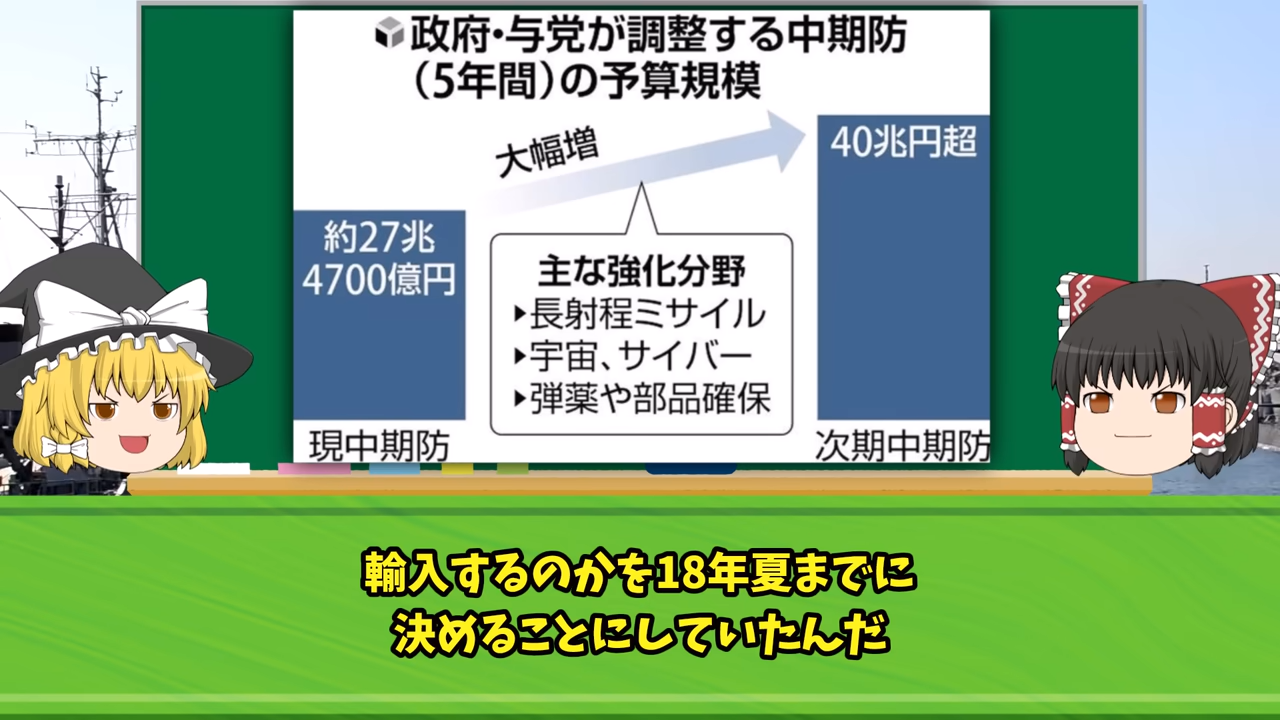 政府・与党が調整する中期防
(5年間)の予算規模
大幅増
40兆円超
約27兆
4700億円
主な強化分野
▶長射程ミサイル
▶宇宙、サイバー
▶弾薬や部品確保
現中期防
次期中期防
輸入するのかを18年夏までに
決めることにしていたんだ